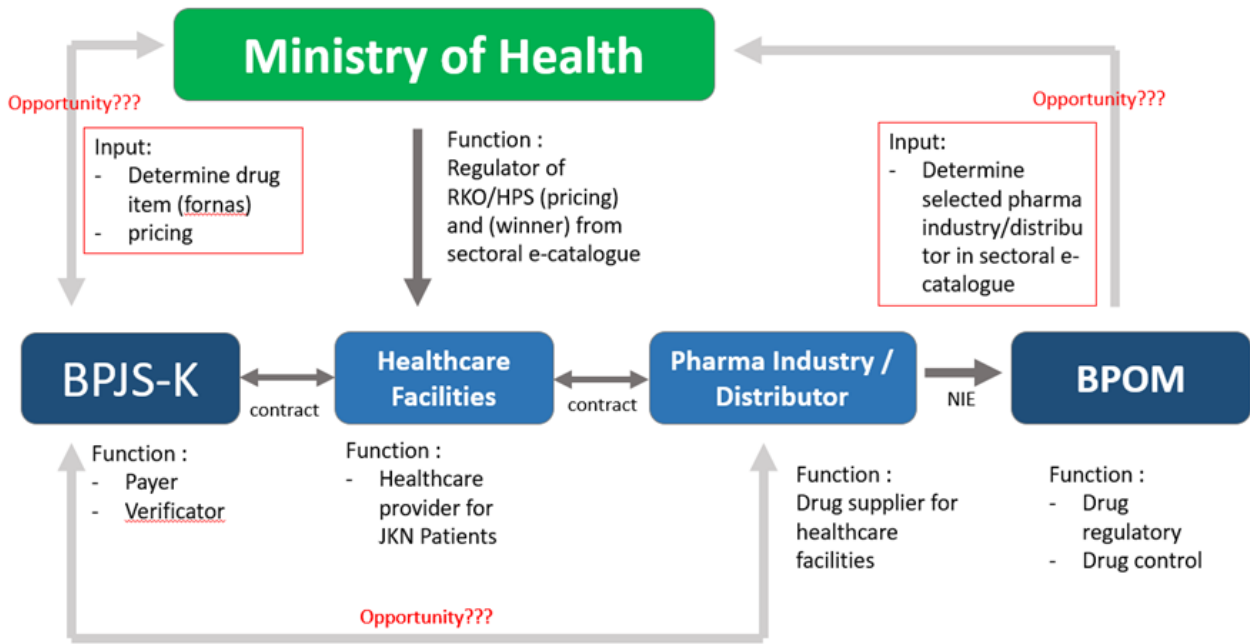 Ministry of Health
Opportunity???
Opportunity???
Input:
- Determine drug
item (fornas)
- pricing
Function :
Regulator of
RKO/HPS (pricing)
and (winner) from
sectoral e-catalogue
Input:
- Determine
selected pharma
industry/distribu
tor in sectoral e-
catalogue
BPJS-K
contract
Healthcare
Facilities
contract
Pharma Industry /
Distributor
NIE
BPOM
Function :
- Payer
- Verificator
Function :
- Healthcare
provider for
JKN Patients
Function :
Drug supplier for
healthcare
facilities
Function :
- Drug
regulatory
- Drug control
Opportunity???